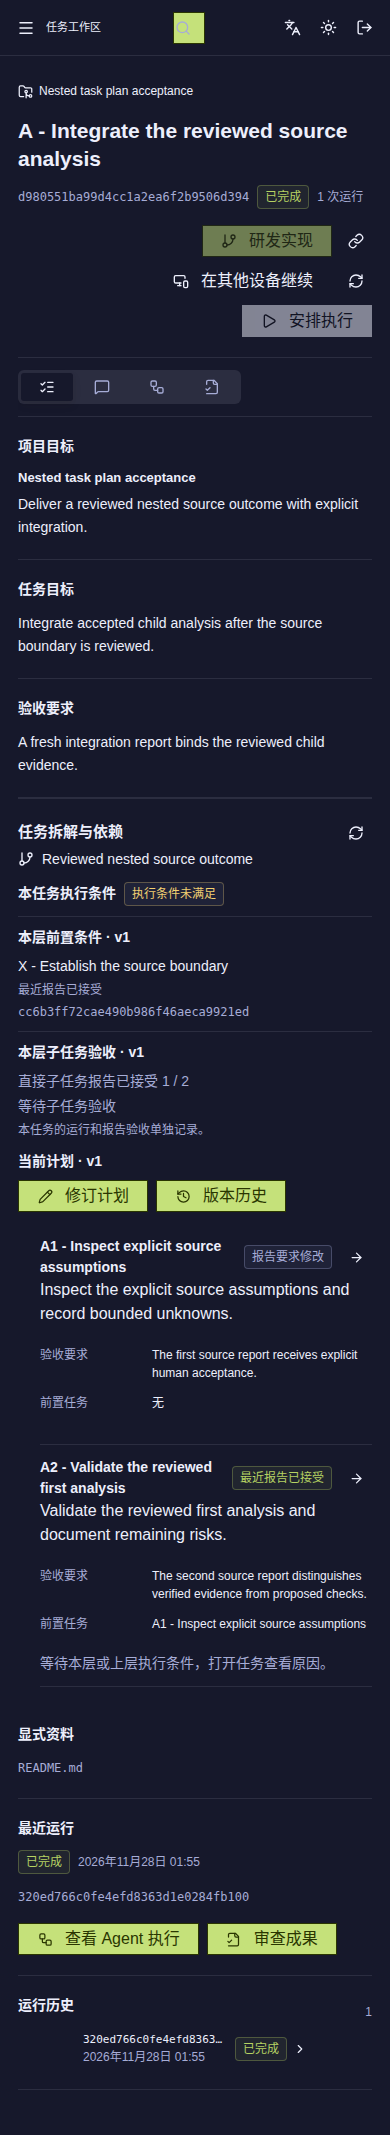 任务工作区
Nested task plan acceptance
A - Integrate the reviewed source
analysis
d980551ba99d4cc1a2ea6f2b9506d394 已完成 1 次运行
研发实现
在其他设备继续
安排执行
项目目标
Nested task plan acceptance
Deliver a reviewed nested source outcome with explicit
integration.
任务目标
Integrate accepted child analysis after the source
boundary is reviewed.
验收要求
A fresh integration report binds the reviewed child
evidence.
任务拆解与依赖
Reviewed nested source outcome
本任务执行条件 执行条件未满足
本层前置条件 · v1
X - Establish the source boundary
最近报告已接受
cc6b3ff72cae490b986f46aeca9921ed
本层子任务验收 · v1
直接子任务报告已接受 1 / 2
等待子任务验收
本任务的运行和报告验收单独记录。
当前计划 · v1
修订计划 版本历史
A1 - Inspect explicit source
assumptions
报告要求修改
Inspect the explicit source assumptions and
record bounded unknowns.
验收要求 The first source report receives explicit
human acceptance.
前置任务 无
A2 - Validate the reviewed
first analysis
最近报告已接受
Validate the reviewed first analysis and
document remaining risks.
验收要求 The second source report distinguishes
verified evidence from proposed checks.
前置任务 A1 - Inspect explicit source assumptions
等待本层或上层执行条件，打开任务查看原因。
显式资料
README.md
最近运行
已完成 2026年11月28日 01:55
320ed766c0fe4efd8363d1e0284fb100
查看 Agent 执行 审查成果
运行历史 1
320ed766c0fe4efd8363…
2026年11月28日 01:55
已完成